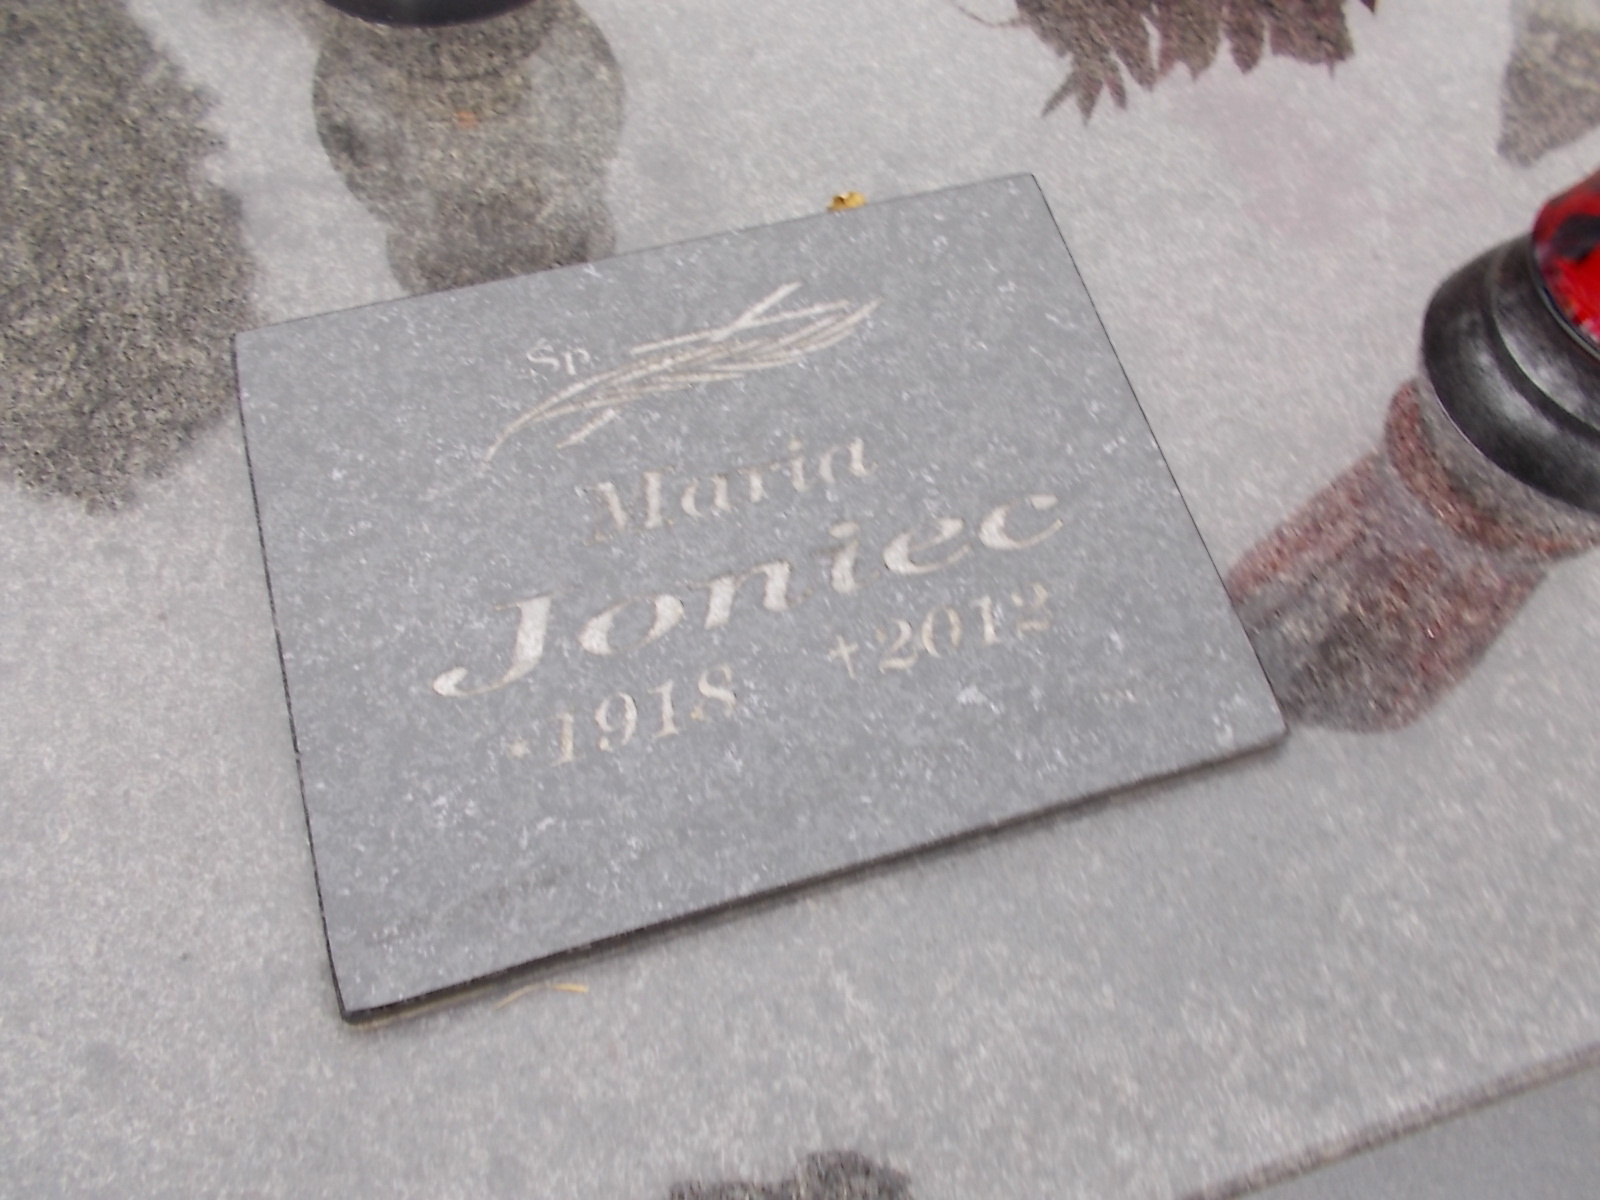 Śp.
Maria
Joniec
*1918 +2012